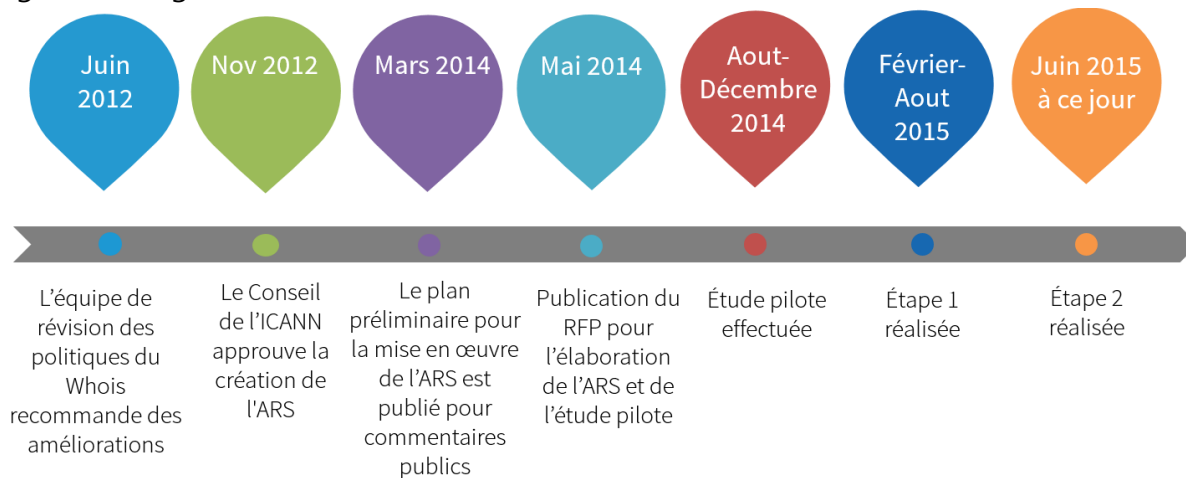 Juin
2012
Nov 2012
Mars 2014
Mai 2014
Aout-
Décembre
2014
Février-
Aout
2015
Juin 2015
à ce jour
L’équipe de
révision des
politiques du
Whois
recommande des
améliorations
Le Conseil
de l’ICANN
approuve la
création de
l'ARS
Le plan
préliminaire pour
la mise en œuvre
de l’ARS est
publié pour
commentaires
publics
Publication du
RFP pour
l’élaboration
de l’ARS et de
l’étude pilote
Étude pilote
effectuée
Étape 1
réalisée
Étape 2
réalisée